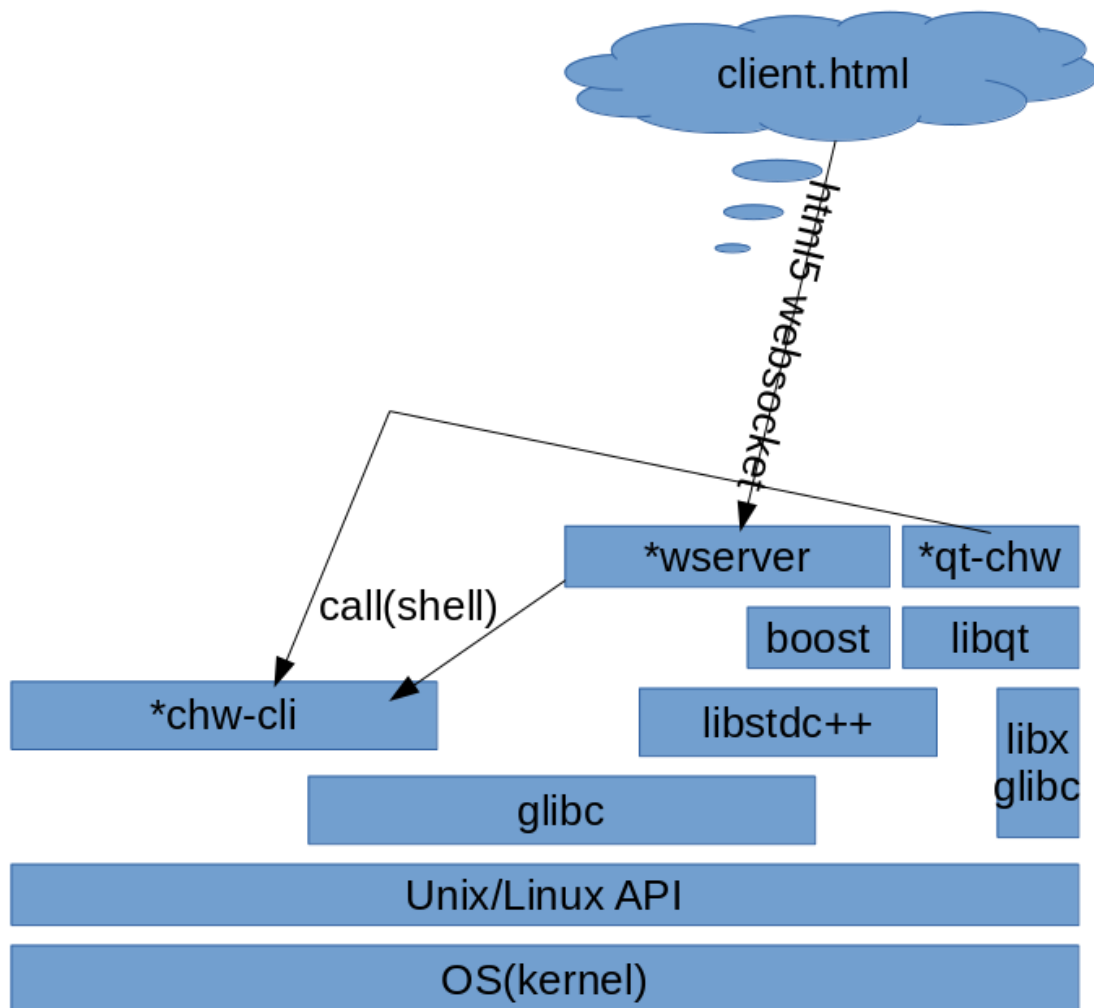 client.html
html5 websocket
*wserver
*qt-chw
call(shell)
boost
libqt
*chw-cli
libstdc++
libx
glibc
glibc
Unix/Linux API
OS(kernel)